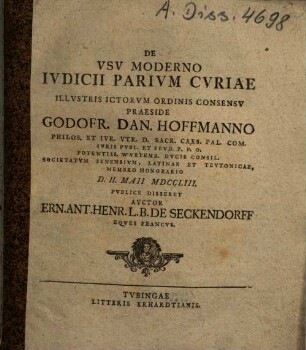 A. Diss. 4698
DE
VSV MODERNO
IVDICII PARIVM CVRIAE
ILLVSTRIS ICTORVM ORDINIS CONSENSV
PRAESIDE
GODOFR. DAN. HOFFMANNO
PHILOS. ET IVR. VTR. D. SACR. CAES. PAL. COM.
IVRIS PVBL. ET FEVD. P. P. O.
POTENTISS. WVRTEMB. DVCIS CONSIL.
SOCIETATVM IENENSIVM, LATINAE ET TEVTONICAE,
MEMBRO HONORARIO
D. II. MAII MDCCLIII.
PVBLICE DISSERET
AVCTOR
ERN. ANT. HENR. L. B. DE SECKENDORFF
EQVES FRANCVS.
TVBINGAE
LITTERIS ERHARDTIANIS.